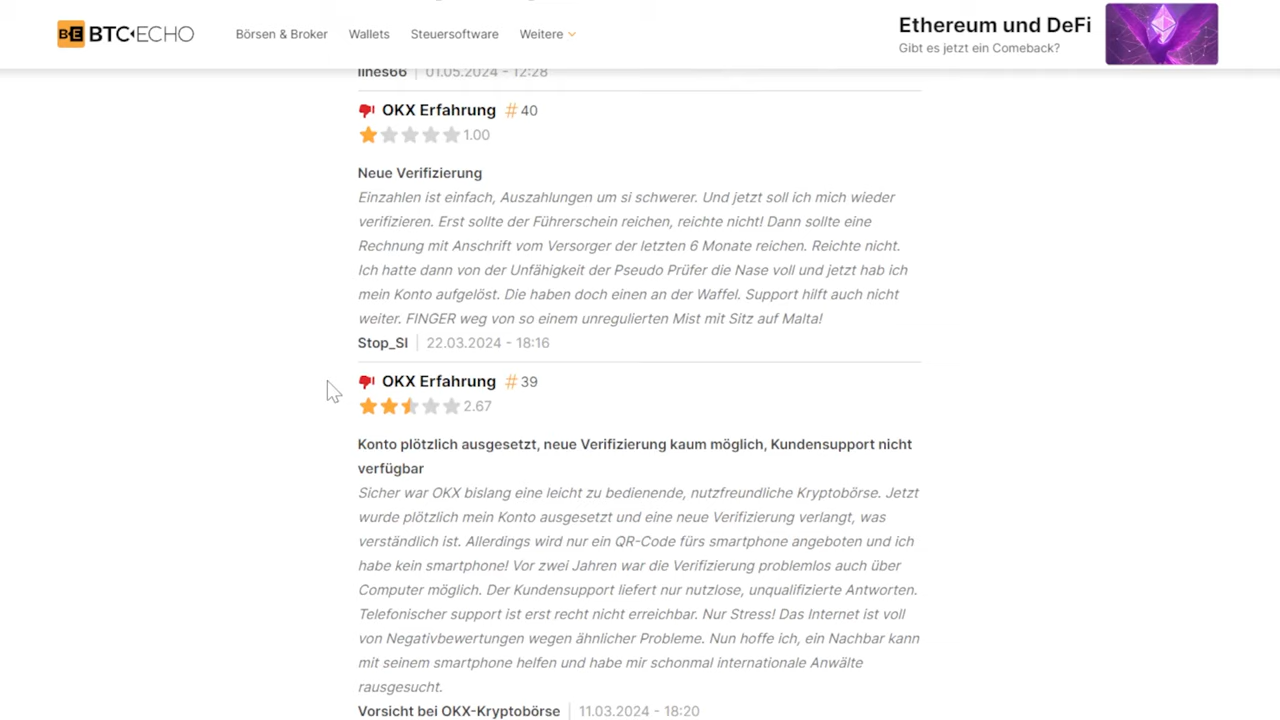 BE BTC ECHO
Börsen & Broker
Wallets
Steuersoftware
Weitere
Ethereum und DeFi
Gibt es jetzt ein Comeback?
lines66 | 01.05.2024 - 12:28
OKX Erfahrung # 40
1.00
Neue Verifizierung
Einzahlen ist einfach, Auszahlungen um si schwerer. Und jetzt soll ich mich wieder
verifizieren. Erst sollte der Führerschein reichen, reichte nicht! Dann sollte eine
Rechnung mit Anschrift vom Versorger der letzten 6 Monate reichen. Reichte nicht.
Ich hatte dann von der Unfähigkeit der Pseudo Prüfer die Nase voll und jetzt hab ich
mein Konto aufgelöst. Die haben doch einen an der Waffel. Support hilft auch nicht
weiter. FINGER weg von so einem unregulierten Mist mit Sitz auf Malta!
Stop_SI | 22.03.2024 - 18:16
OKX Erfahrung # 39
2.67
Konto plötzlich ausgesetzt, neue Verifizierung kaum möglich, Kundensupport nicht
verfügbar
Sicher war OKX bislang eine leicht zu bedienende, nutzfreundliche Kryptobörse. Jetzt
wurde plötzlich mein Konto ausgesetzt und eine neue Verifizierung verlangt, was
verständlich ist. Allerdings wird nur ein QR-Code fürs smartphone angeboten und ich
habe kein smartphone! Vor zwei Jahren war die Verifizierung problemlos auch über
Computer möglich. Der Kundensupport liefert nur nutzlose, unqualifizierte Antworten.
Telefonischer support ist erst recht nicht erreichbar. Nur Stress! Das Internet ist voll
von Negativbewertungen wegen ähnlicher Probleme. Nun hoffe ich, ein Nachbar kann
mit seinem smartphone helfen und habe mir schonmal internationale Anwälte
rausgesucht.
Vorsicht bei OKX-Kryptobörse | 11.03.2024 - 18:20